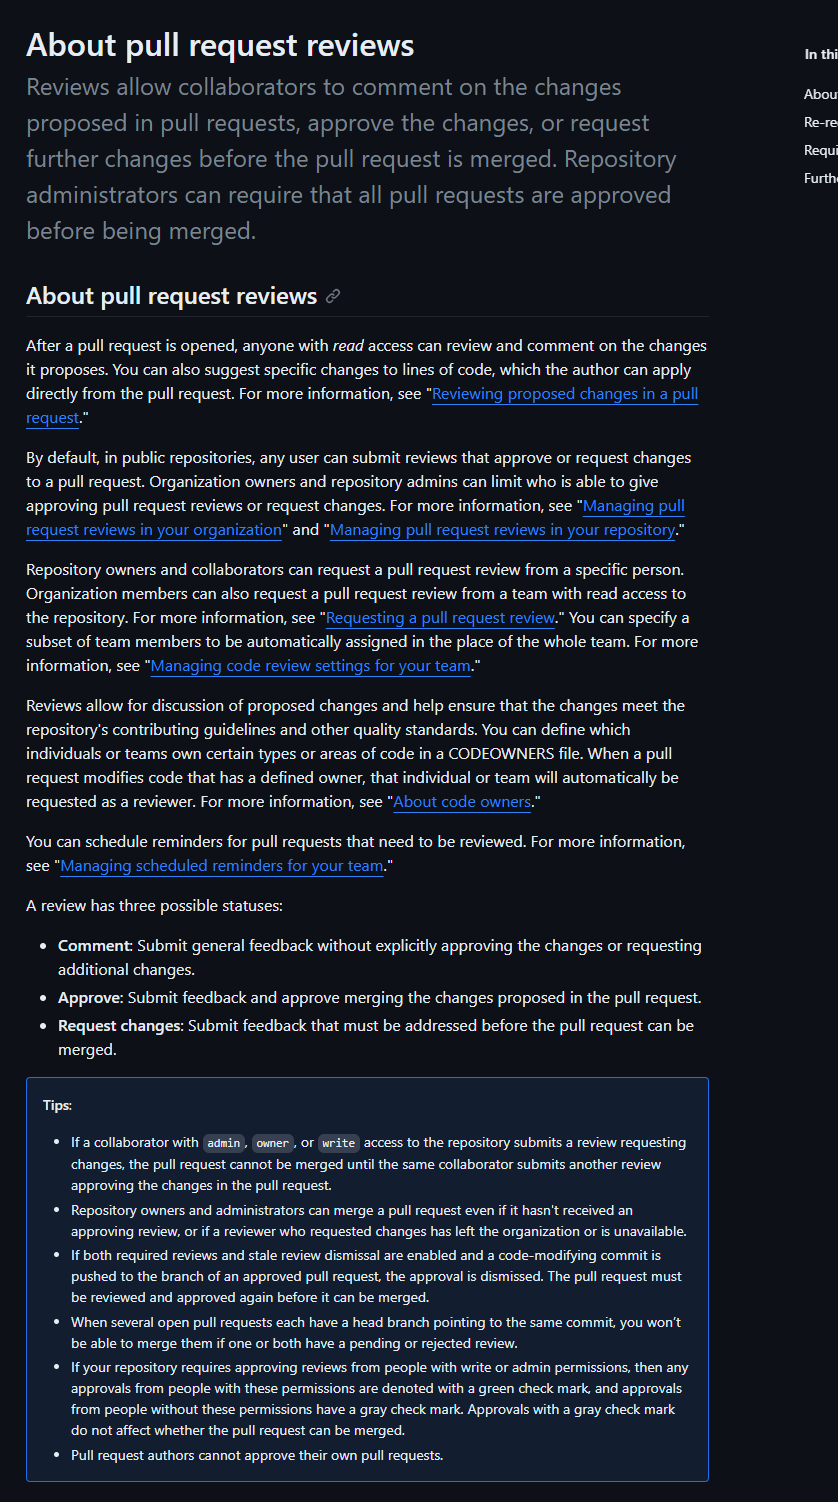 About pull request reviews
Reviews allow collaborators to comment on the changes
proposed in pull requests, approve the changes, or request
further changes before the pull request is merged. Repository
administrators can require that all pull requests are approved
before being merged.
About pull request reviews
After a pull request is opened, anyone with read access can review and comment on the changes
it proposes. You can also suggest specific changes to lines of code, which the author can apply
directly from the pull request. For more information, see "Reviewing proposed changes in a pull
request."
By default, in public repositories, any user can submit reviews that approve or request changes
to a pull request. Organization owners and repository admins can limit who is able to give
approving pull request reviews or request changes. For more information, see "Managing pull
request reviews in your organization" and "Managing pull request reviews in your repository."
Repository owners and collaborators can request a pull request review from a specific person.
Organization members can also request a pull request review from a team with read access to
the repository. For more information, see "Requesting a pull request review." You can specify a
subset of team members to be automatically assigned in the place of the whole team. For more
information, see "Managing code review settings for your team."
Reviews allow for discussion of proposed changes and help ensure that the changes meet the
repository's contributing guidelines and other quality standards. You can define which
individuals or teams own certain types or areas of code in a CODEOWNERS file. When a pull
request modifies code that has a defined owner, that individual or team will automatically be
requested as a reviewer. For more information, see "About code owners."
You can schedule reminders for pull requests that need to be reviewed. For more information,
see "Managing scheduled reminders for your team."
A review has three possible statuses:
• Comment: Submit general feedback without explicitly approving the changes or requesting
additional changes.
• Approve: Submit feedback and approve merging the changes proposed in the pull request.
• Request changes: Submit feedback that must be addressed before the pull request can be
merged.
Tips:
• If a collaborator with admin, owner, or write access to the repository submits a review requesting
changes, the pull request cannot be merged until the same collaborator submits another review
approving the changes in the pull request.
• Repository owners and administrators can merge a pull request even if it hasn't received an
approving review, or if a reviewer who requested changes has left the organization or is unavailable.
• If both required reviews and stale review dismissal are enabled and a code-modifying commit is
pushed to the branch of an approved pull request, the approval is dismissed. The pull request must
be reviewed and approved again before it can be merged.
• When several open pull requests each have a head branch pointing to the same commit, you won’t
be able to merge them if one or both have a pending or rejected review.
• If your repository requires approving reviews from people with write or admin permissions, then any
approvals from people with these permissions are denoted with a green check mark, and approvals
from people without these permissions have a gray check mark. Approvals with a gray check mark
do not affect whether the pull request can be merged.
• Pull request authors cannot approve their own pull requests.
In thi
Abou
Re-re
Requi
Furth